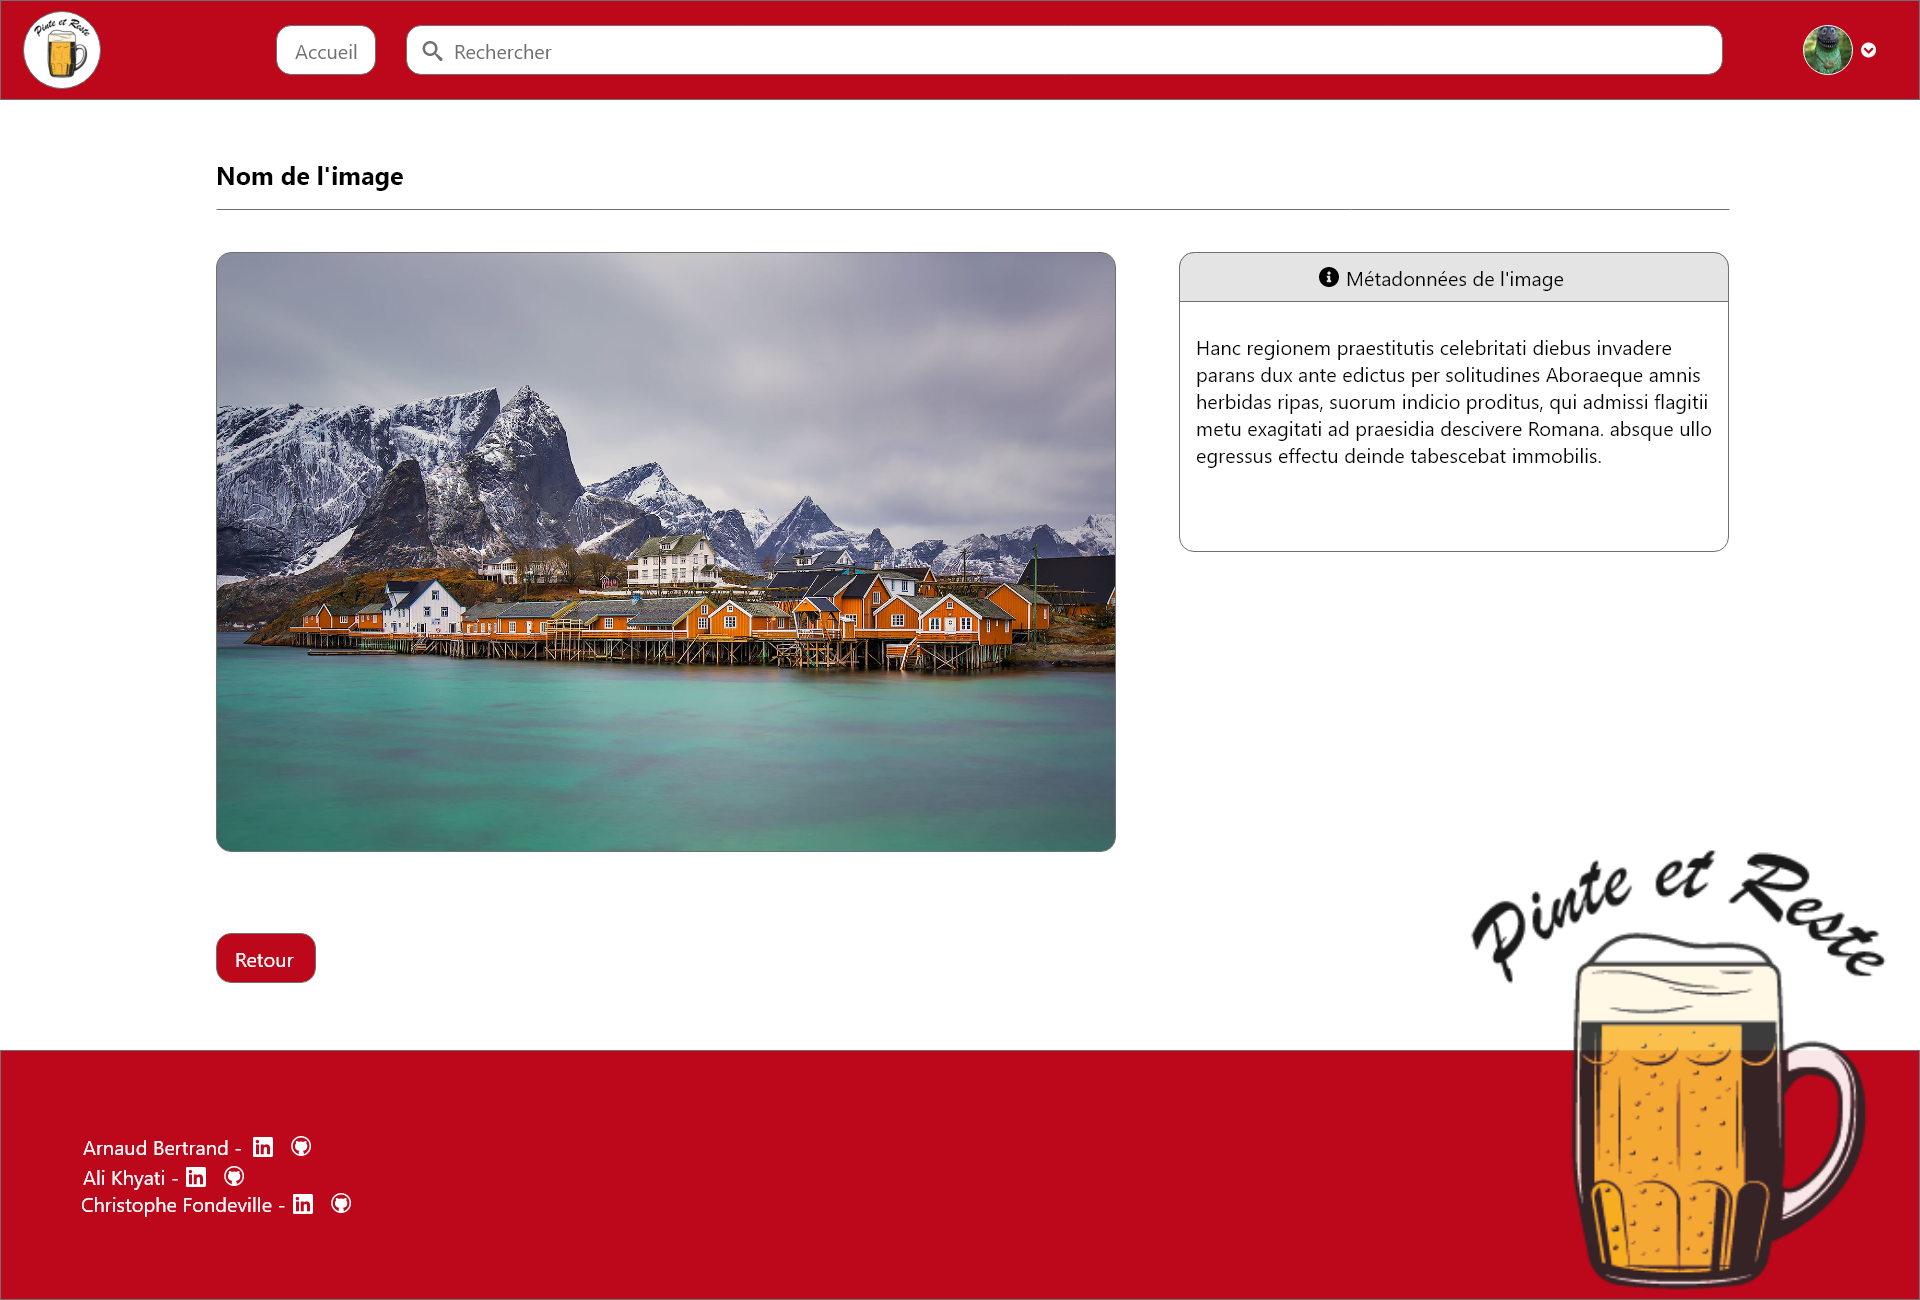 Pinte et Reste
Accueil
Rechercher
Nom de l'image
Métadonnées de l'image
Hanc regionem praestitutis celebritati diebus invadere
parans dux ante edictus per solitudines Aboraeque amnis
herbidas ripas, suorum indicio proditus, qui admissi flagitii
metu exagitati ad praesidia descivere Romana. absque ullo
egressus effectu deinde tabescebat immobilis.
Retour
Pinte et Reste
Arnaud Bertrand -
Ali Khyati -
Christophe Fondeville -